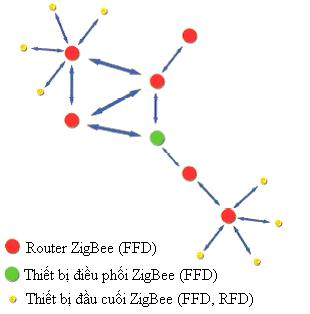 Router ZigBee (FFD)
Thiết bị điều phối ZigBee (FFD)
Thiết bị đầu cuối ZigBee (FFD, RFD)